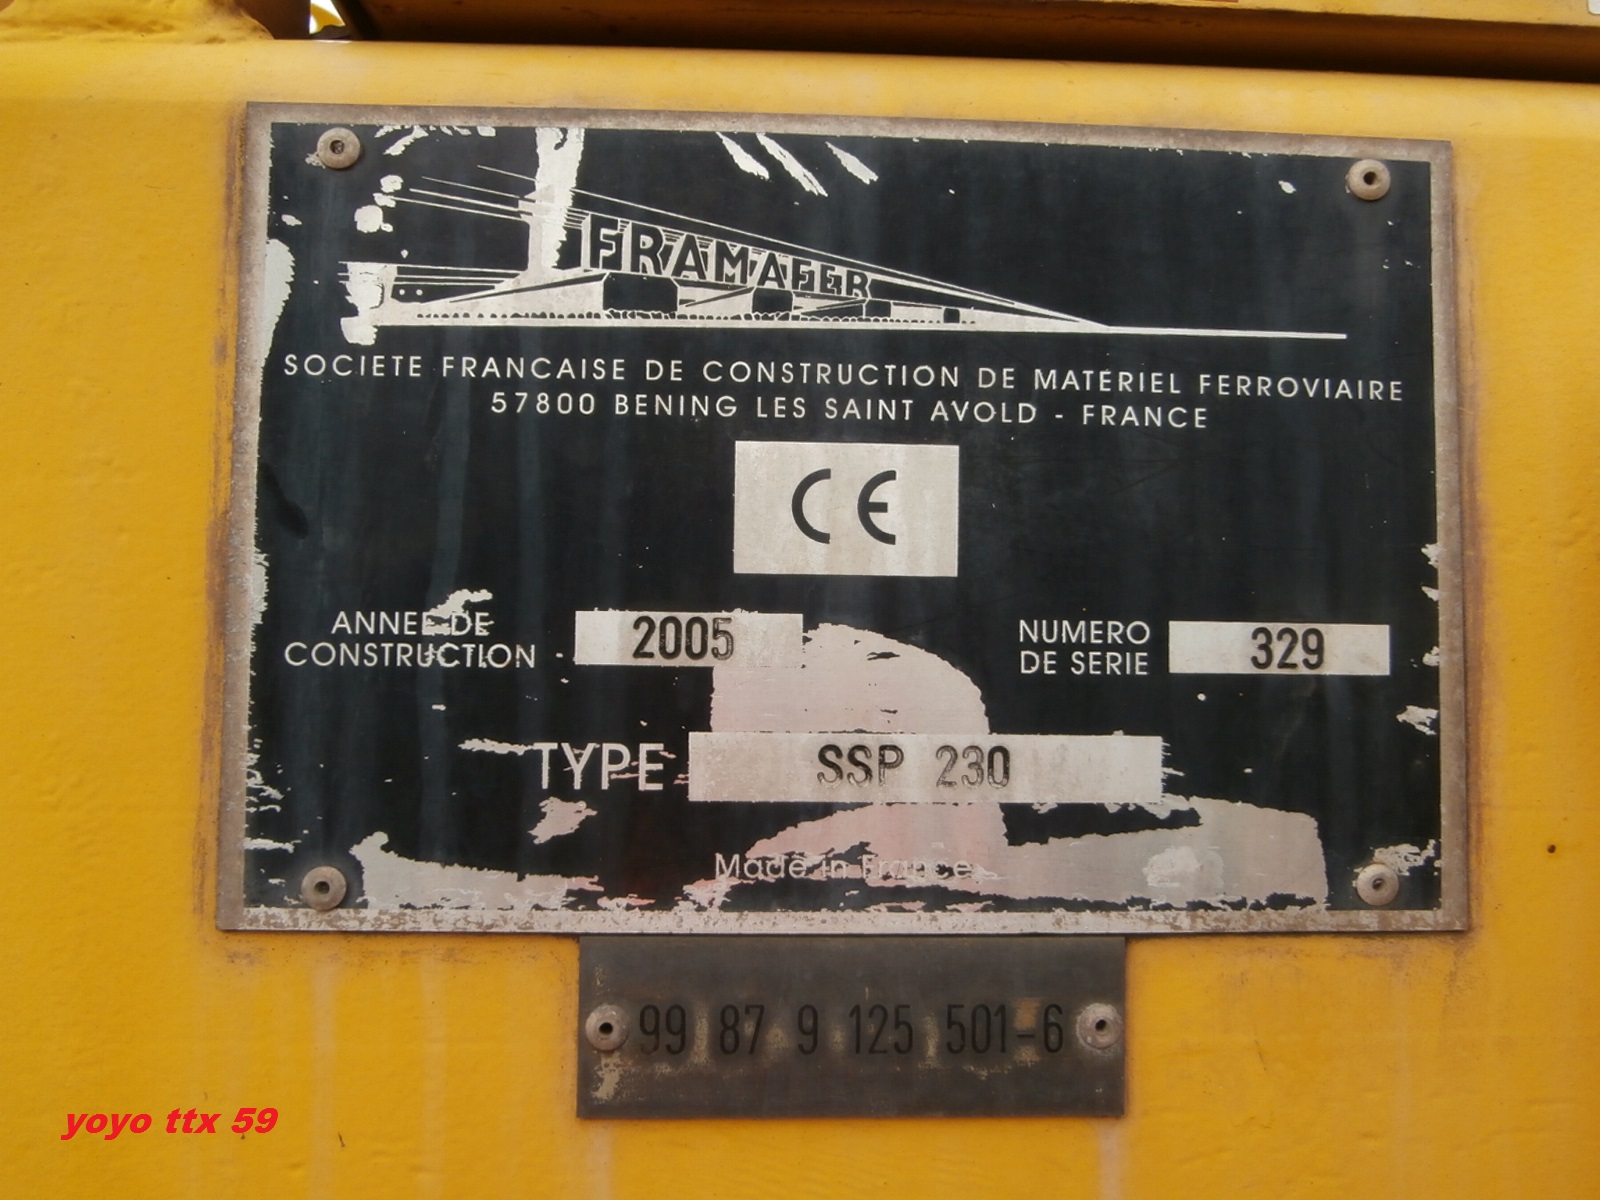 FRAMAFER
SOCIETE FRANCAISE DE CONSTRUCTION DE MATERIEL FERROVIAIRE
57800 BENING LES SAINT AVOLD - FRANCE
CE
ANNEE DE
CONSTRUCTION
2005
NUMERO
DE SERIE
329
TYPE
SSP 230
Made in France
99 87 9 125 501-6
yoyo ttx 59